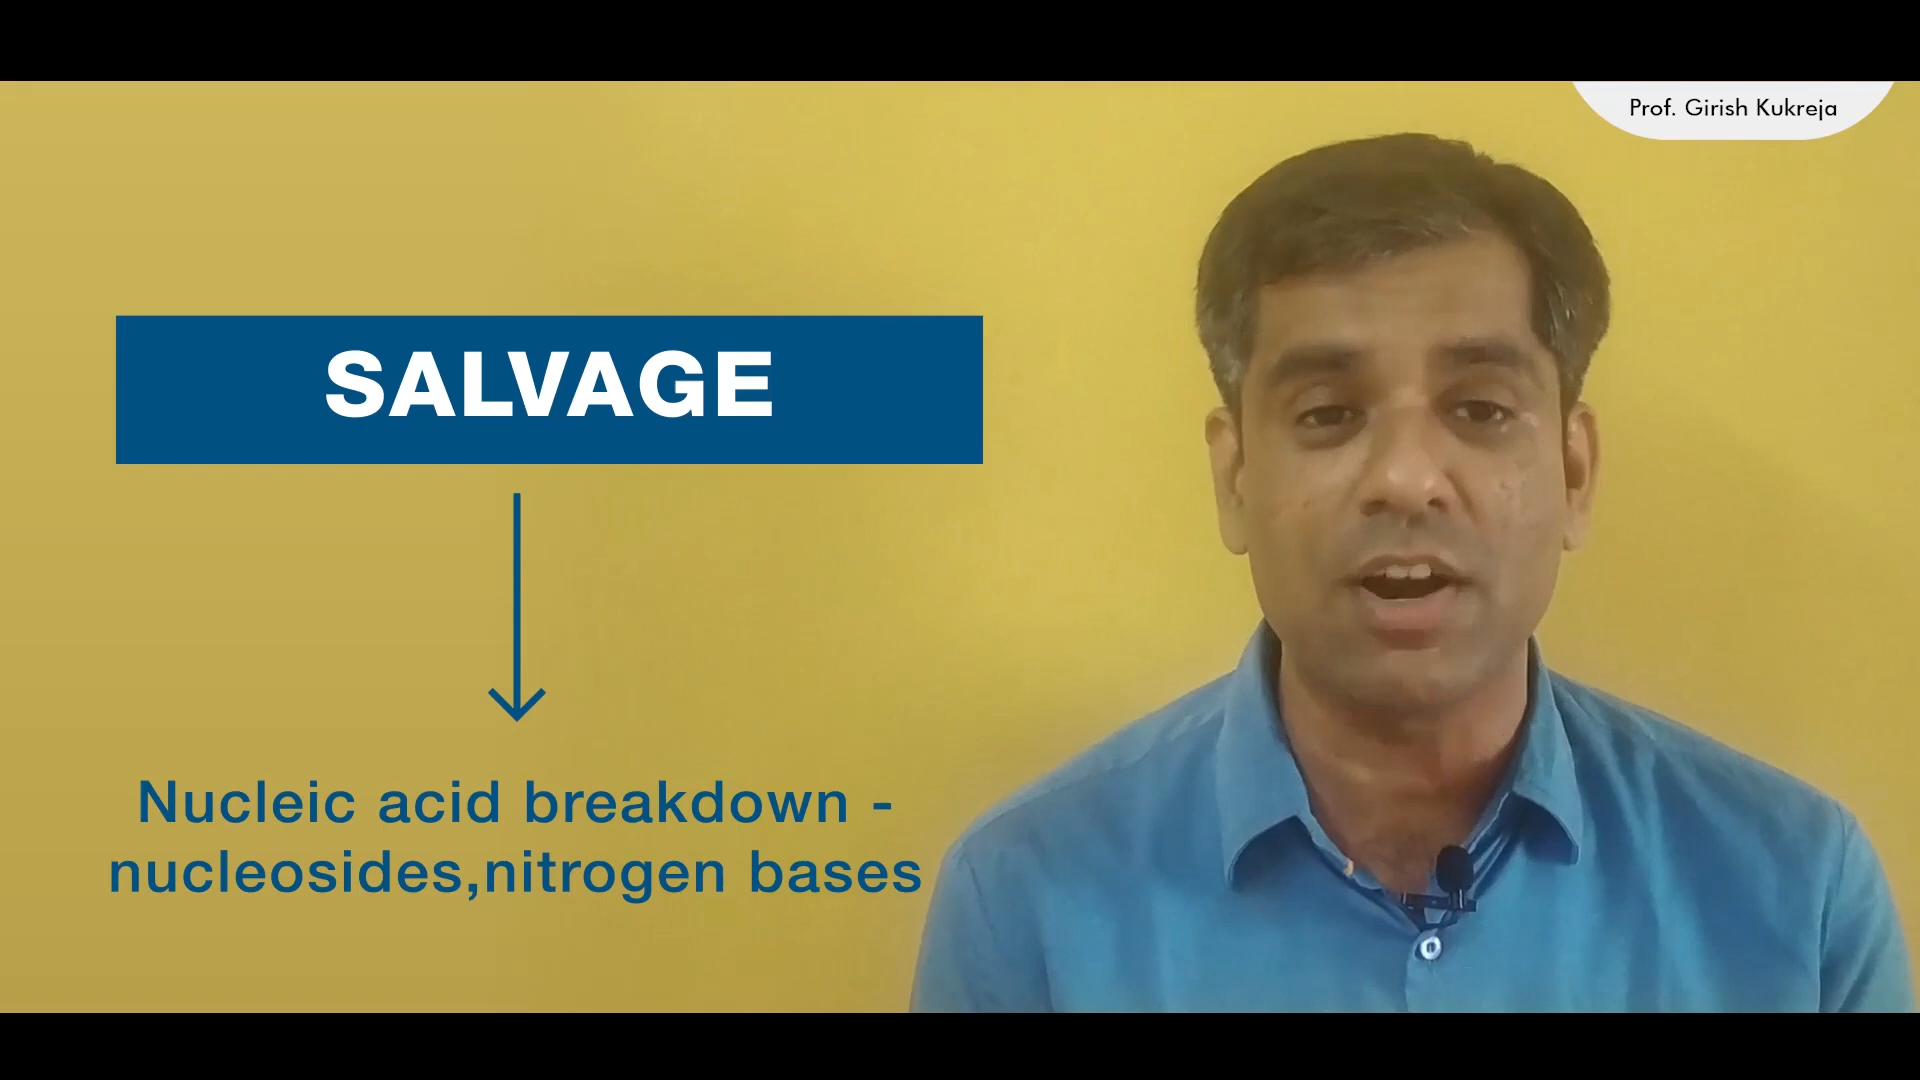 Prof. Girish Kukreja
SALVAGE
Nucleic acid breakdown -
nucleosides,nitrogen bases